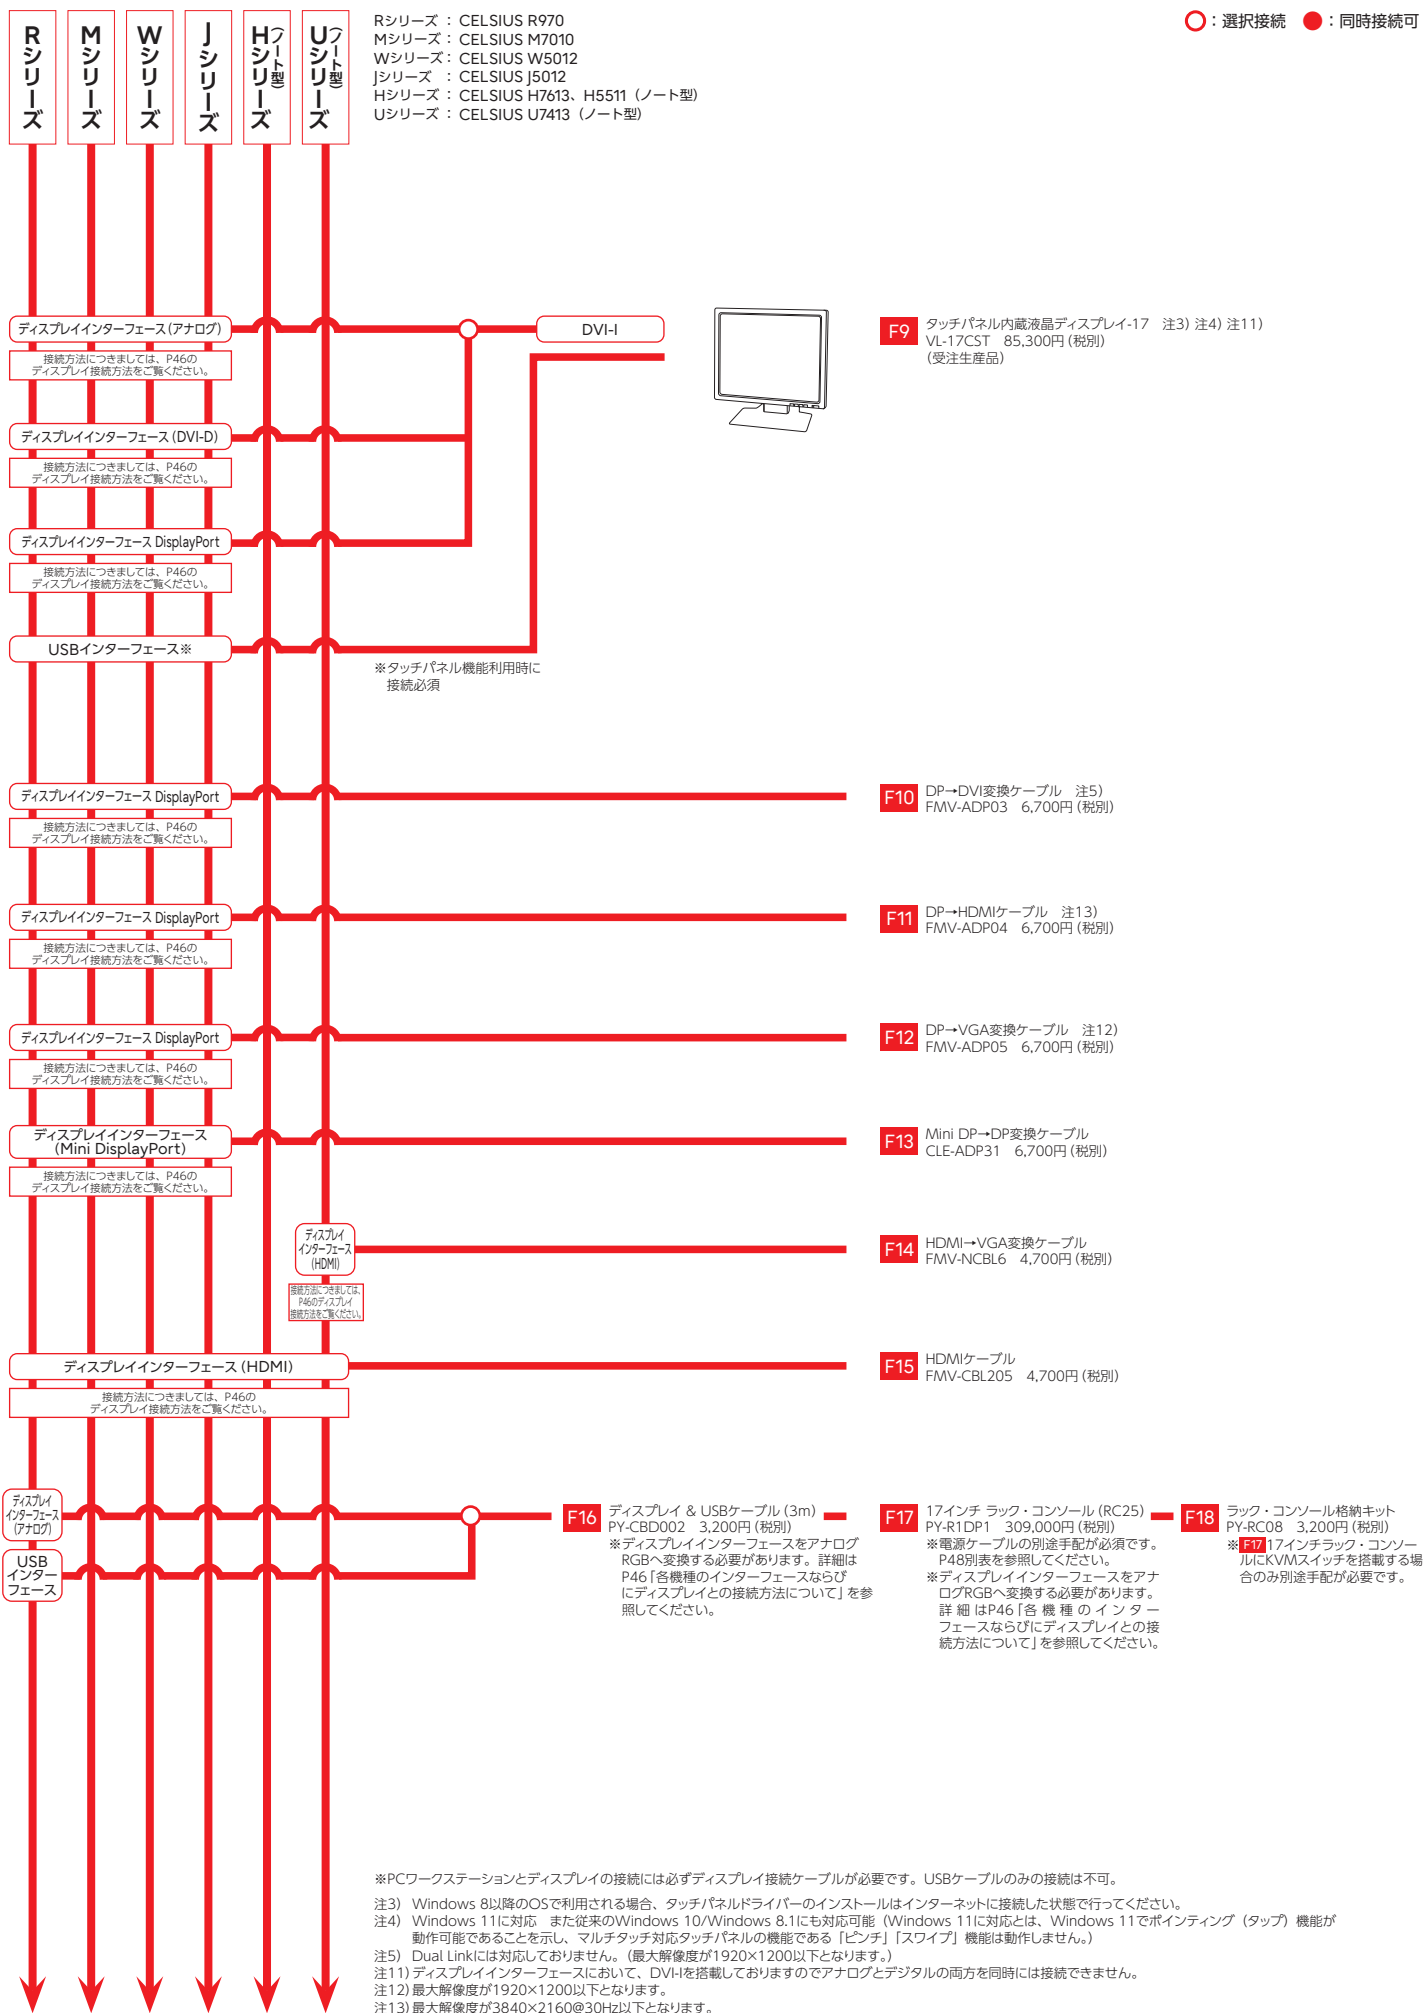 Rシリーズ
Mシリーズ
Wシリーズ
Jシリーズ
Hシリーズ(ノート型)
Uシリーズ(ノート型)
Rシリーズ : CELSIUS R970
Mシリーズ : CELSIUS M7010
Wシリーズ : CELSIUS W5012
Jシリーズ : CELSIUS J5012
Hシリーズ : CELSIUS H7613、H5511（ノート型）
Uシリーズ : CELSIUS U7413（ノート型）
○：選択接続 ●：同時接続可
ディスプレイインターフェース(アナログ)
接続方法につきましては、P46の
ディスプレイ接続方法をご覧ください。
DVI-I
F9 タッチパネル内蔵液晶ディスプレイ-17 注3) 注4) 注11)
VL-17CST 85,300円(税別)
(受注生産品)
ディスプレイインターフェース(DVI-D)
接続方法につきましては、P46の
ディスプレイ接続方法をご覧ください。
ディスプレイインターフェース DisplayPort
接続方法につきましては、P46の
ディスプレイ接続方法をご覧ください。
USBインターフェース※
※タッチパネル機能利用時に
接続必須
ディスプレイインターフェース DisplayPort
接続方法につきましては、P46の
ディスプレイ接続方法をご覧ください。
F10 DP→DVI変換ケーブル 注5)
FMV-ADP03 6,700円(税別)
ディスプレイインターフェース DisplayPort
接続方法につきましては、P46の
ディスプレイ接続方法をご覧ください。
F11 DP→HDMIケーブル 注13)
FMV-ADP04 6,700円(税別)
ディスプレイインターフェース DisplayPort
接続方法につきましては、P46の
ディスプレイ接続方法をご覧ください。
F12 DP→VGA変換ケーブル 注12)
FMV-ADP05 6,700円(税別)
ディスプレイインターフェース
(Mini DisplayPort)
接続方法につきましては、P46の
ディスプレイ接続方法をご覧ください。
F13 Mini DP→DP変換ケーブル
CLE-ADP31 6,700円(税別)
ディスプレイ
インターフェース
(HDMI)
接続方法につきましては、
P46のディスプレイ
接続方法をご覧ください。
F14 HDMI→VGA変換ケーブル
FMV-NCBL6 4,700円(税別)
ディスプレイインターフェース(HDMI)
接続方法につきましては、P46の
ディスプレイ接続方法をご覧ください。
F15 HDMIケーブル
FMV-CBL205 4,700円(税別)
ディスプレイ
インターフェース
(アナログ)
USB
インター
フェース
F16 ディスプレイ & USBケーブル(3m)
PY-CBD002 3,200円(税別)
※ディスプレイインターフェースをアナログ
RGBへ変換する必要があります。詳細は
P46「各機種のインターフェースならび
にディスプレイとの接続方法について」を参
照してください。
F17 17インチ ラック・コンソール(RC25)
PY-R1DP1 309,000円(税別)
※電源ケーブルの別途手配が必須です。
P48別表を参照してください。
※ディスプレイインターフェースをアナ
ログRGBへ変換する必要があります。
詳細はP46「各機種のインター
フェースならびにディスプレイとの接
続方法について」を参照してください。
F18 ラック・コンソール格納キット
PY-RC08 3,200円(税別)
※F17 17インチラック・コンソー
ルにKVMスイッチを搭載する場
合のみ別途手配が必要です。
※PCワークステーションとディスプレイの接続には必ずディスプレイ接続ケーブルが必要です。USBケーブルのみの接続は不可。
注3) Windows 8以降のOSで利用される場合、タッチパネルドライバーのインストールはインターネットに接続した状態で行ってください。
注4) Windows 11に対応 また従来のWindows 10/Windows 8.1にも対応可能（Windows 11に対応とは、Windows 11でポインティング（タップ）機能が
動作可能であることを示し、マルチタッチ対応タッチパネルの機能である「ピンチ」「スワイプ」機能は動作しません。）
注5) Dual Linkには対応しておりません。（最大解像度が1920×1200以下となります。）
注11) ディスプレイインターフェースにおいて、DVI-Iを搭載しておりますのでアナログとデジタルの両方を同時には接続できません。
注12) 最大解像度が1920×1200以下となります。
注13) 最大解像度が3840×2160@30Hz以下となります。